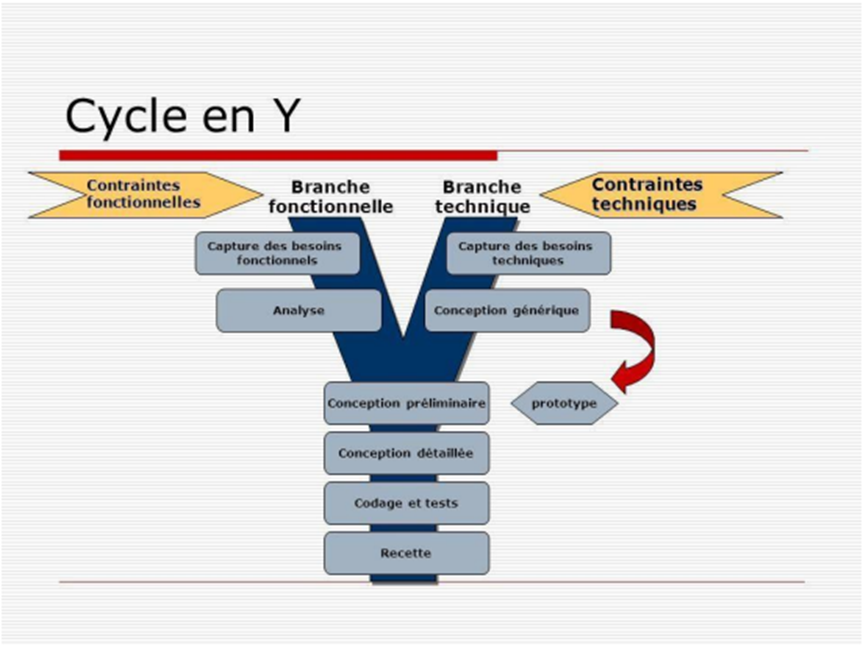 Cycle en Y
Contraintes
fonctionnelles
Branche
fonctionnelle
Branche
technique
Contraintes
techniques
Capture des besoins
fonctionnels
Capture des besoins
techniques
Analyse
Conception générique
Conception préliminaire
prototype
Conception détaillée
Codage et tests
Recette